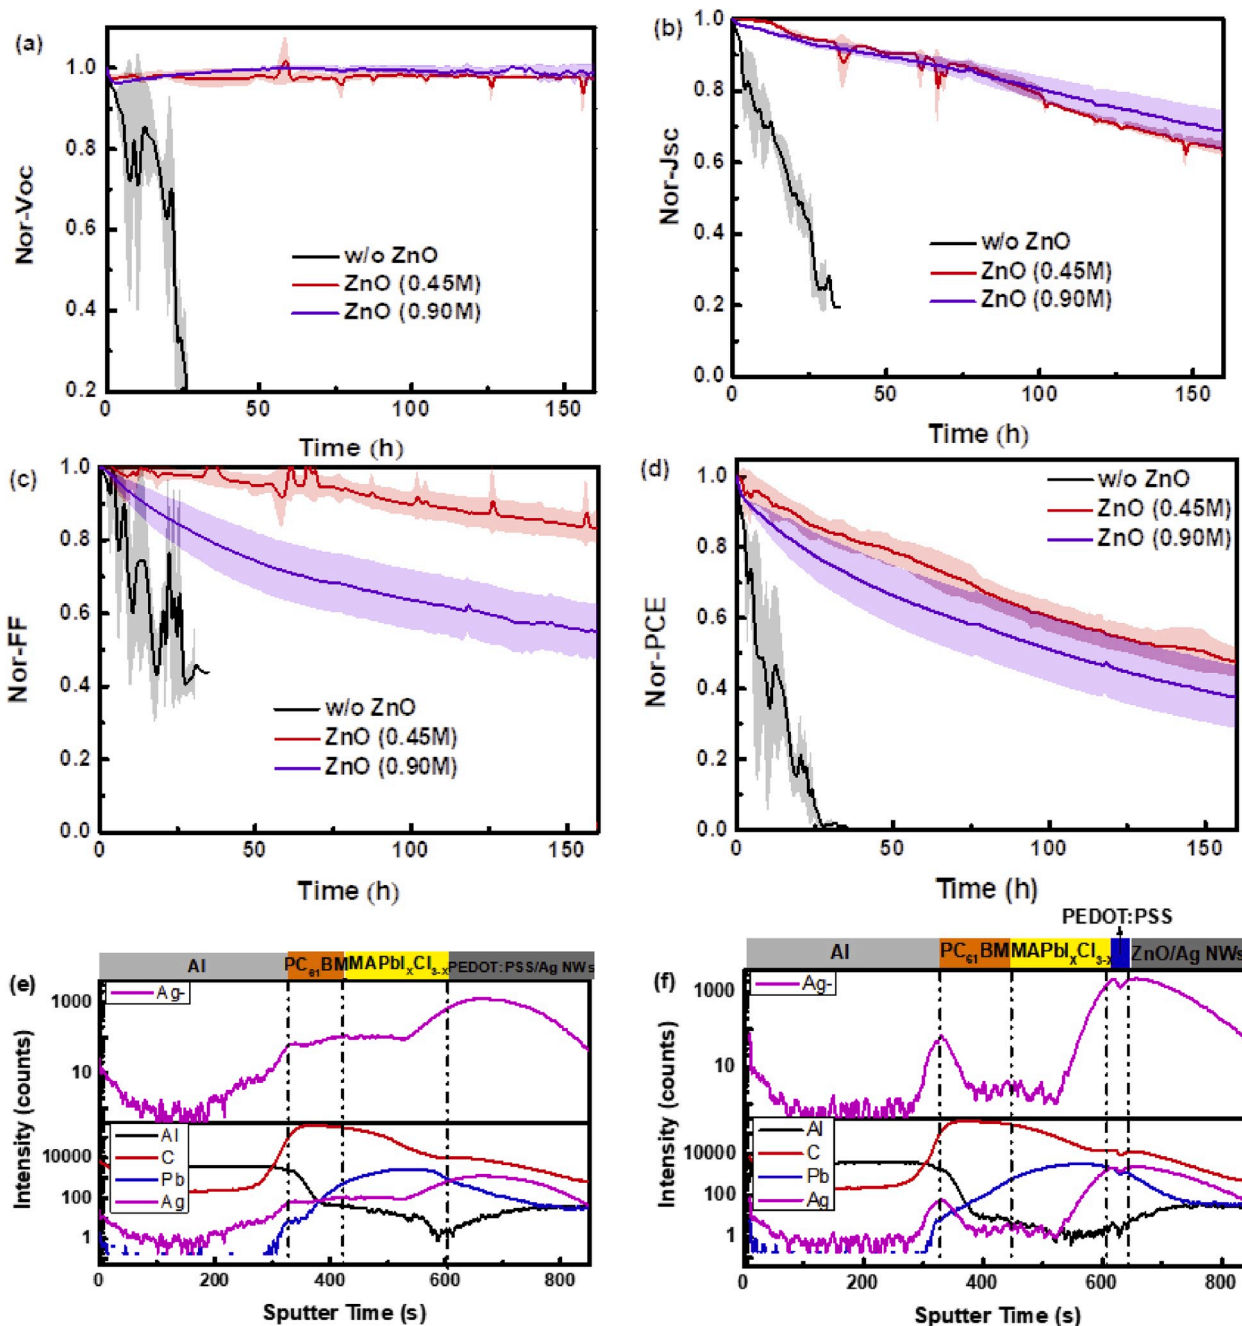 (a)
1.0
0.8
0.6
0.4
0.2
Nor-Voc
w/o ZnO
ZnO (0.45M)
ZnO (0.90M)
0
50
100
150
Time (h)
(b)
1.0
0.8
0.6
0.4
0.2
0.0
Nor-Jsc
w/o ZnO
ZnO (0.45M)
ZnO (0.90M)
0
50
100
150
Time (h)
(c)
1.0
0.8
0.6
0.4
0.2
0.0
Nor-FF
w/o ZnO
ZnO (0.45M)
ZnO (0.90M)
0
50
100
150
Time (h)
(d)
1.0
0.8
0.6
0.4
0.2
0.0
Nor-PCE
w/o ZnO
ZnO (0.45M)
ZnO (0.90M)
0
50
100
150
Time (h)
(e)
Al
PC61BM
MAPbIxCl3-x
PEDOT:PSS/Ag NWs
Ag-
1000
10
Al
C
Pb
Ag
10000
100
1
Intensity (counts)
0
200
400
600
800
Sputter Time (s)
(f)
PEDOT:PSS
Al
PC61BM
MAPbIxCl3-x
ZnO/Ag NWs
Ag-
1000
10
Al
C
Pb
Ag
10000
100
1
Intensity (counts)
0
200
400
600
800
Sputter Time (s)